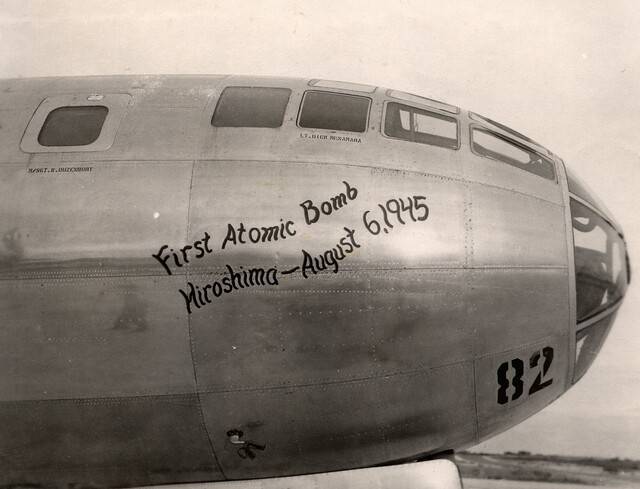 First Atomic Bomb
Hiroshima—August 6, 1945
82